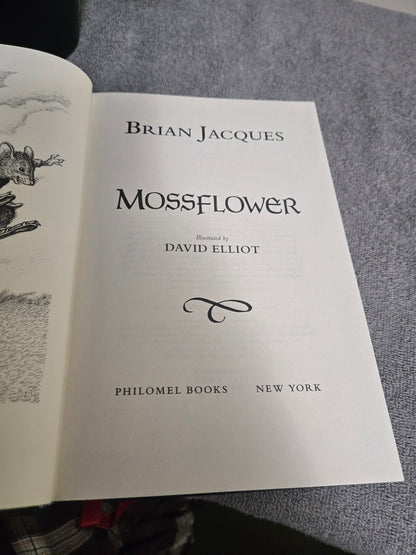 BRIAN JACQUES
MOSSFLOWER
Illustrated by
DAVID ELLIOT
PHILOMEL BOOKS NEW YORK